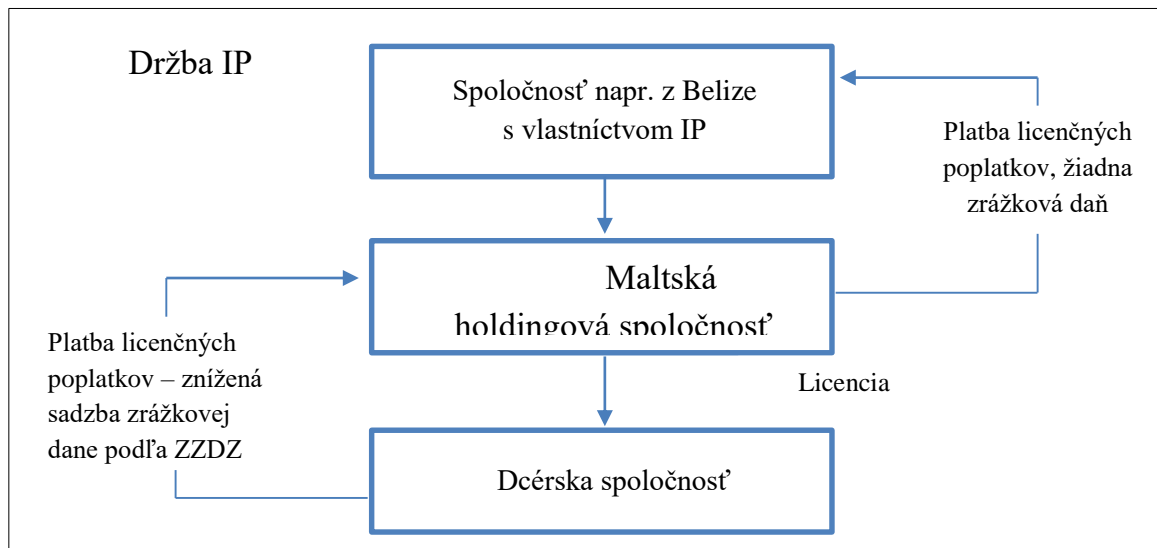 Držba IP
Spoločnosť napr. z Belize
s vlastníctvom IP
Platba licenčných
poplatkov, žiadna
zrážková daň
Maltská
holdingová spoločnosť
Platba licenčných
poplatkov – znížená
sadzba zrážkovej
dane podľa ZZDZ
Licencia
Dcérska spoločnosť